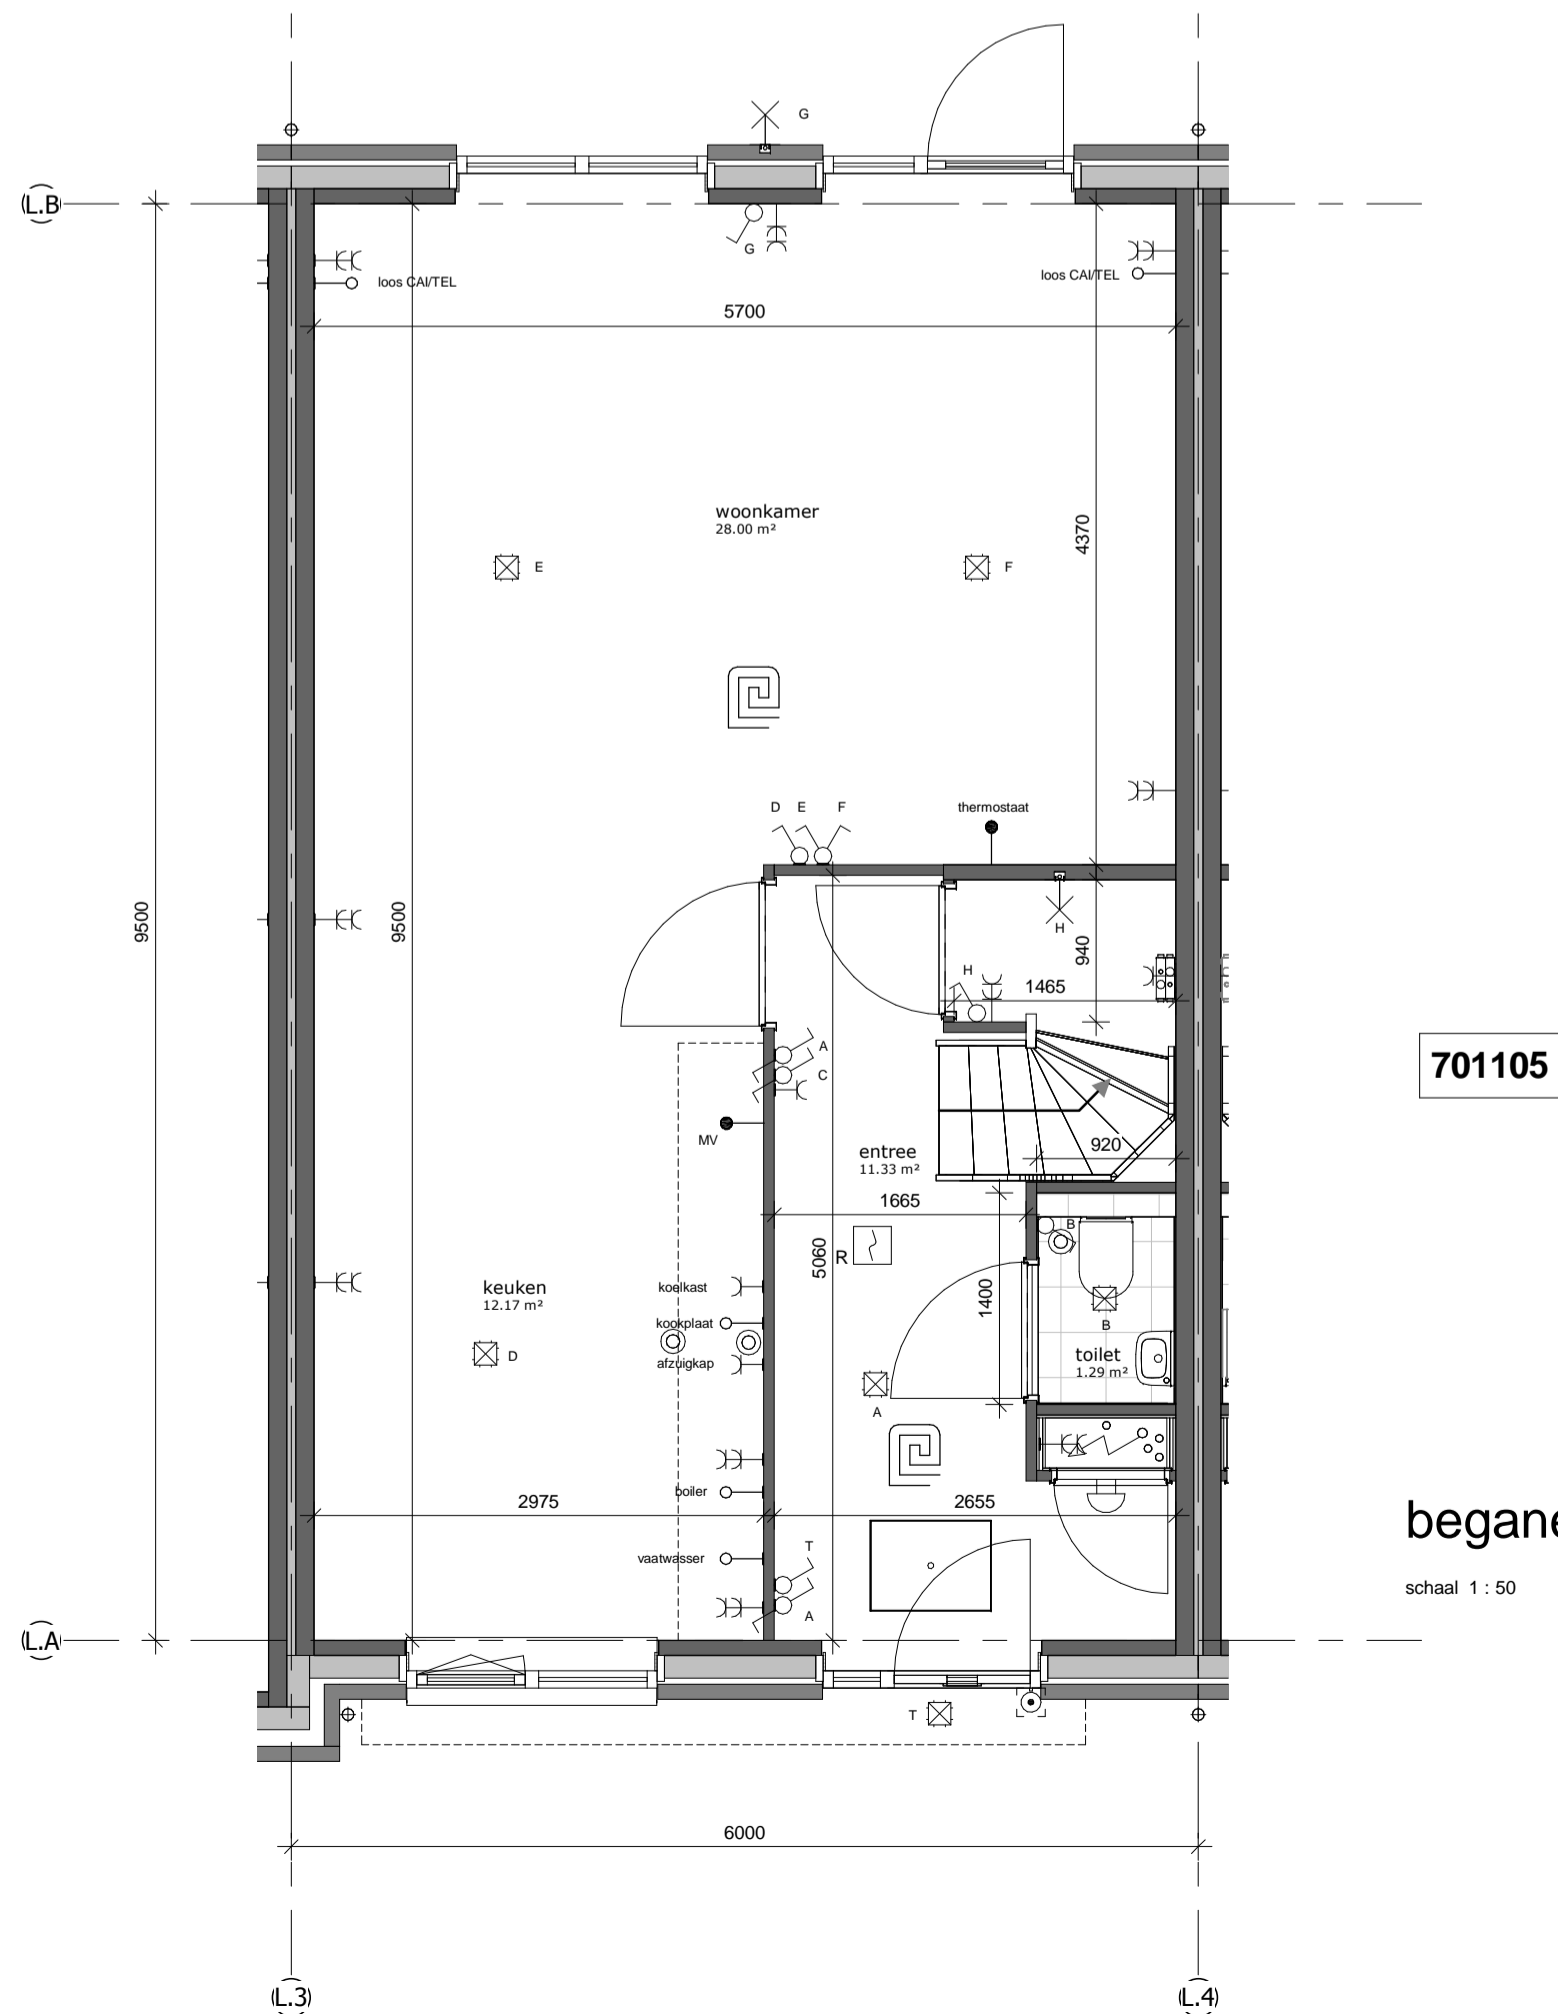 G
L.B
G
loos CAI/TEL
loos CAI/TEL
5700
woonkamer
28.00 m²
4370
E
F
D E F
thermostaat
9500
9500
H
940
H
1465
A
C
701105
MV
920
entree
11.33 m²
1665
B
5060
R
1400
koelkast
keuken
12.17 m²
kookplaat
B
D
afzuigkap
toilet
1.29 m²
A
boiler
2975
2655
begane
T
vaatwasser
schaal 1 : 50
A
L.A
T
6000
L.3
L.4